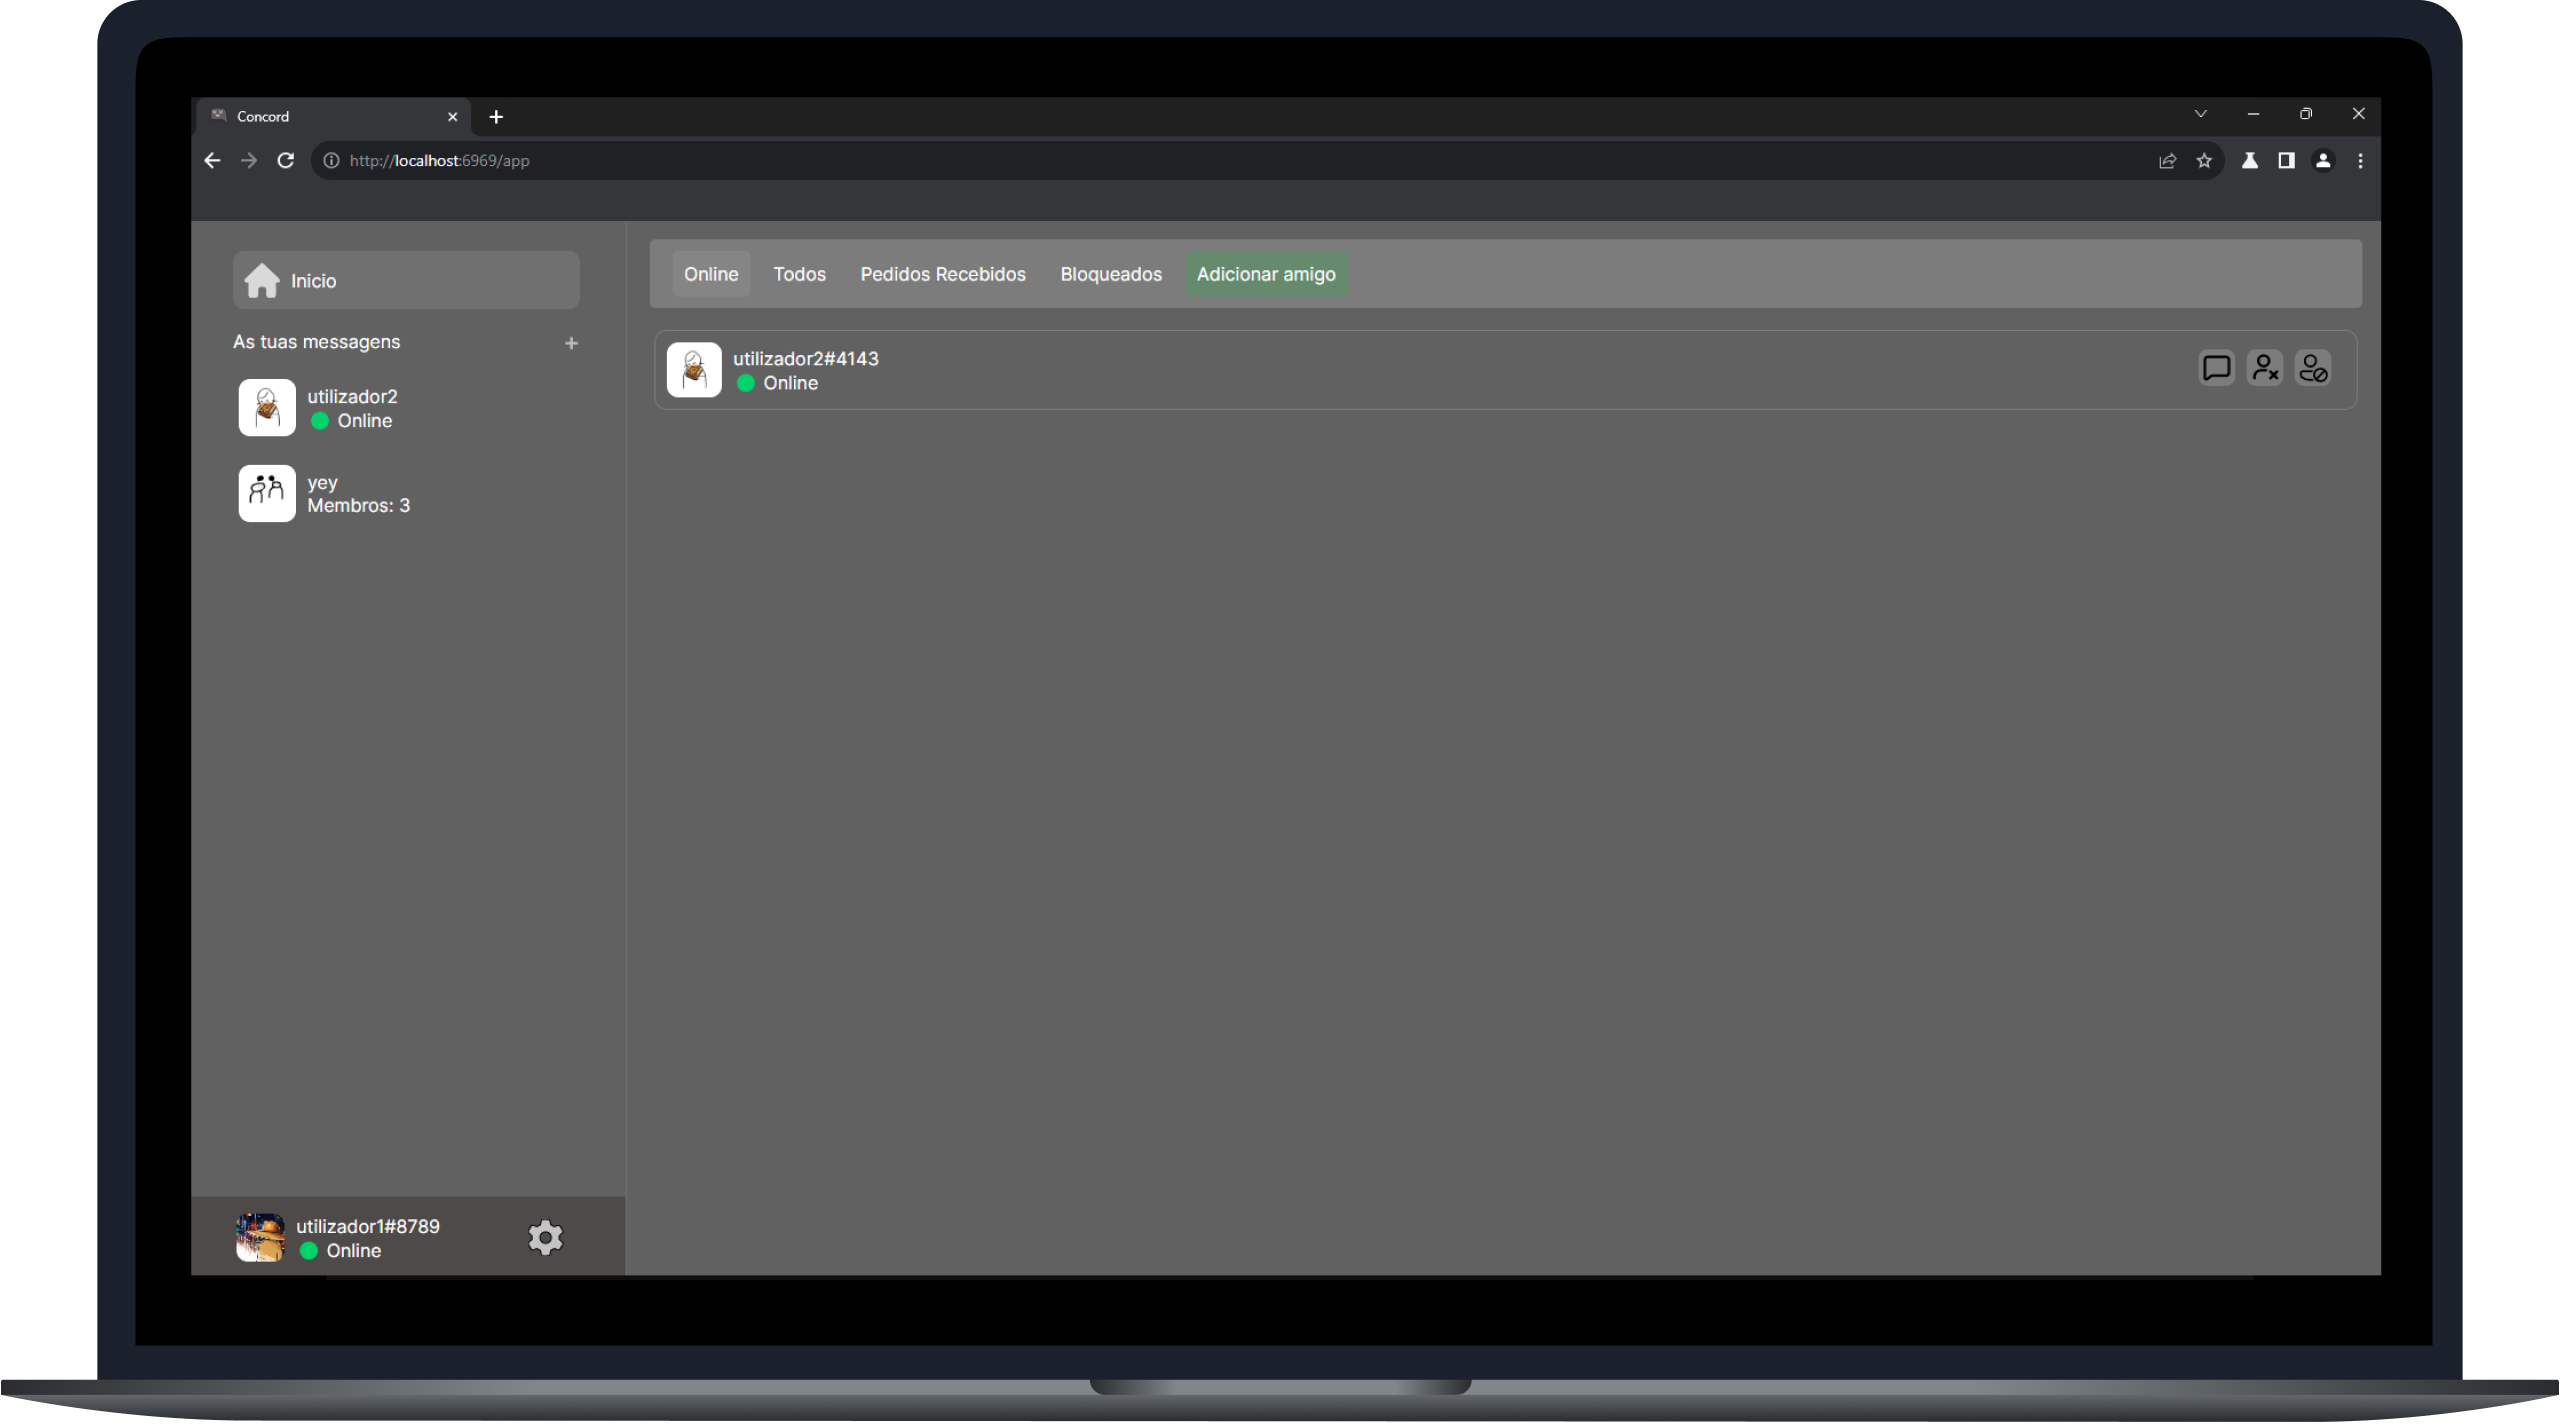 Concord
http://localhost:6969/app
Inicio
As tuas messagens
utilizador2
Online
yey
Membros: 3
utilizador1#8789
Online
Online Todos Pedidos Recebidos Bloqueados Adicionar amigo
utilizador2#4143
Online